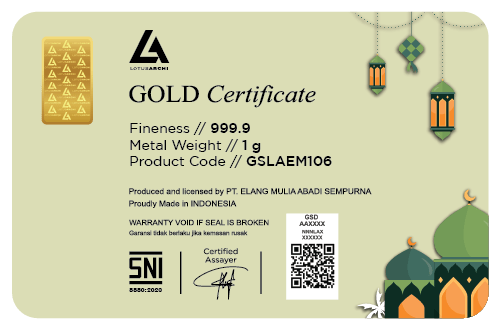 LOTUSARCHI
GOLD Certificate
Fineness // 999.9
Metal Weight // 1 g
Product Code // GSLAEM106
Produced and licensed by PT. ELANG MULIA ABADI SEMPURNA
Proudly Made in INDONESIA
WARRANTY VOID IF SEAL IS BROKEN
Garansi tidak berlaku jika kemasan rusak
SNI
8880:2020
Certified
Assayer
GSD
AAXXXX
NNNLAX
XXXXXX